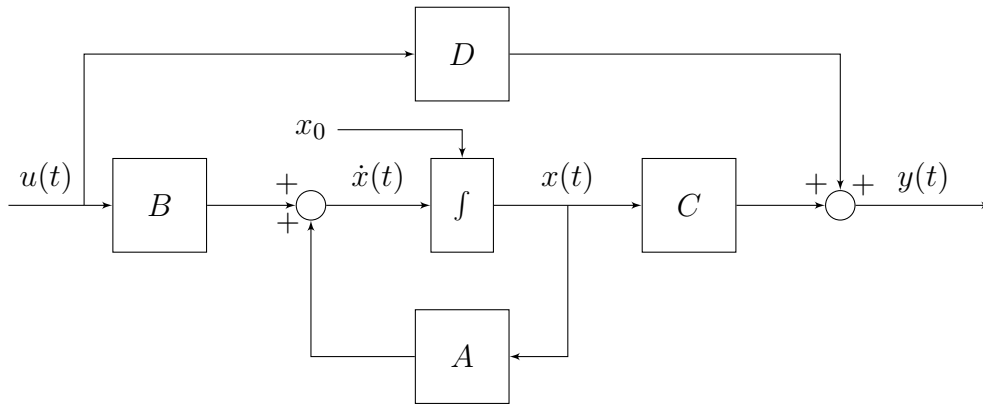 D
x₀
u(t) B + + ẋ(t) ∫ x(t) C + + y(t)
A